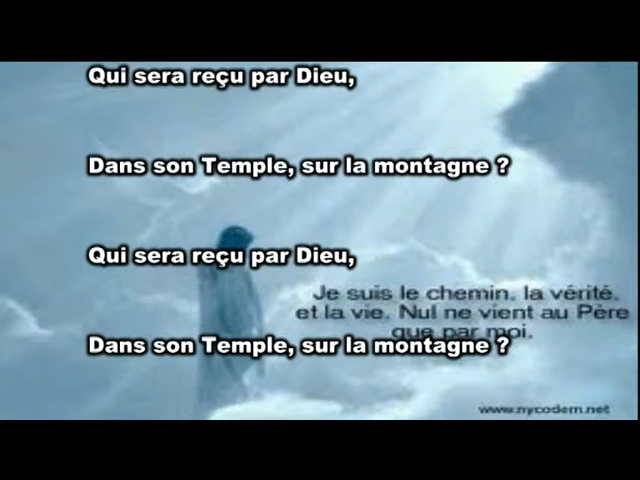 Qui sera reçu par Dieu,
Dans son Temple, sur la montagne ?
Qui sera reçu par Dieu,
Je suis le chemin, la vérité,
et la vie. Nul ne vient au Père
que par moi.
Dans son Temple, sur la montagne ?
www.nycodem.net